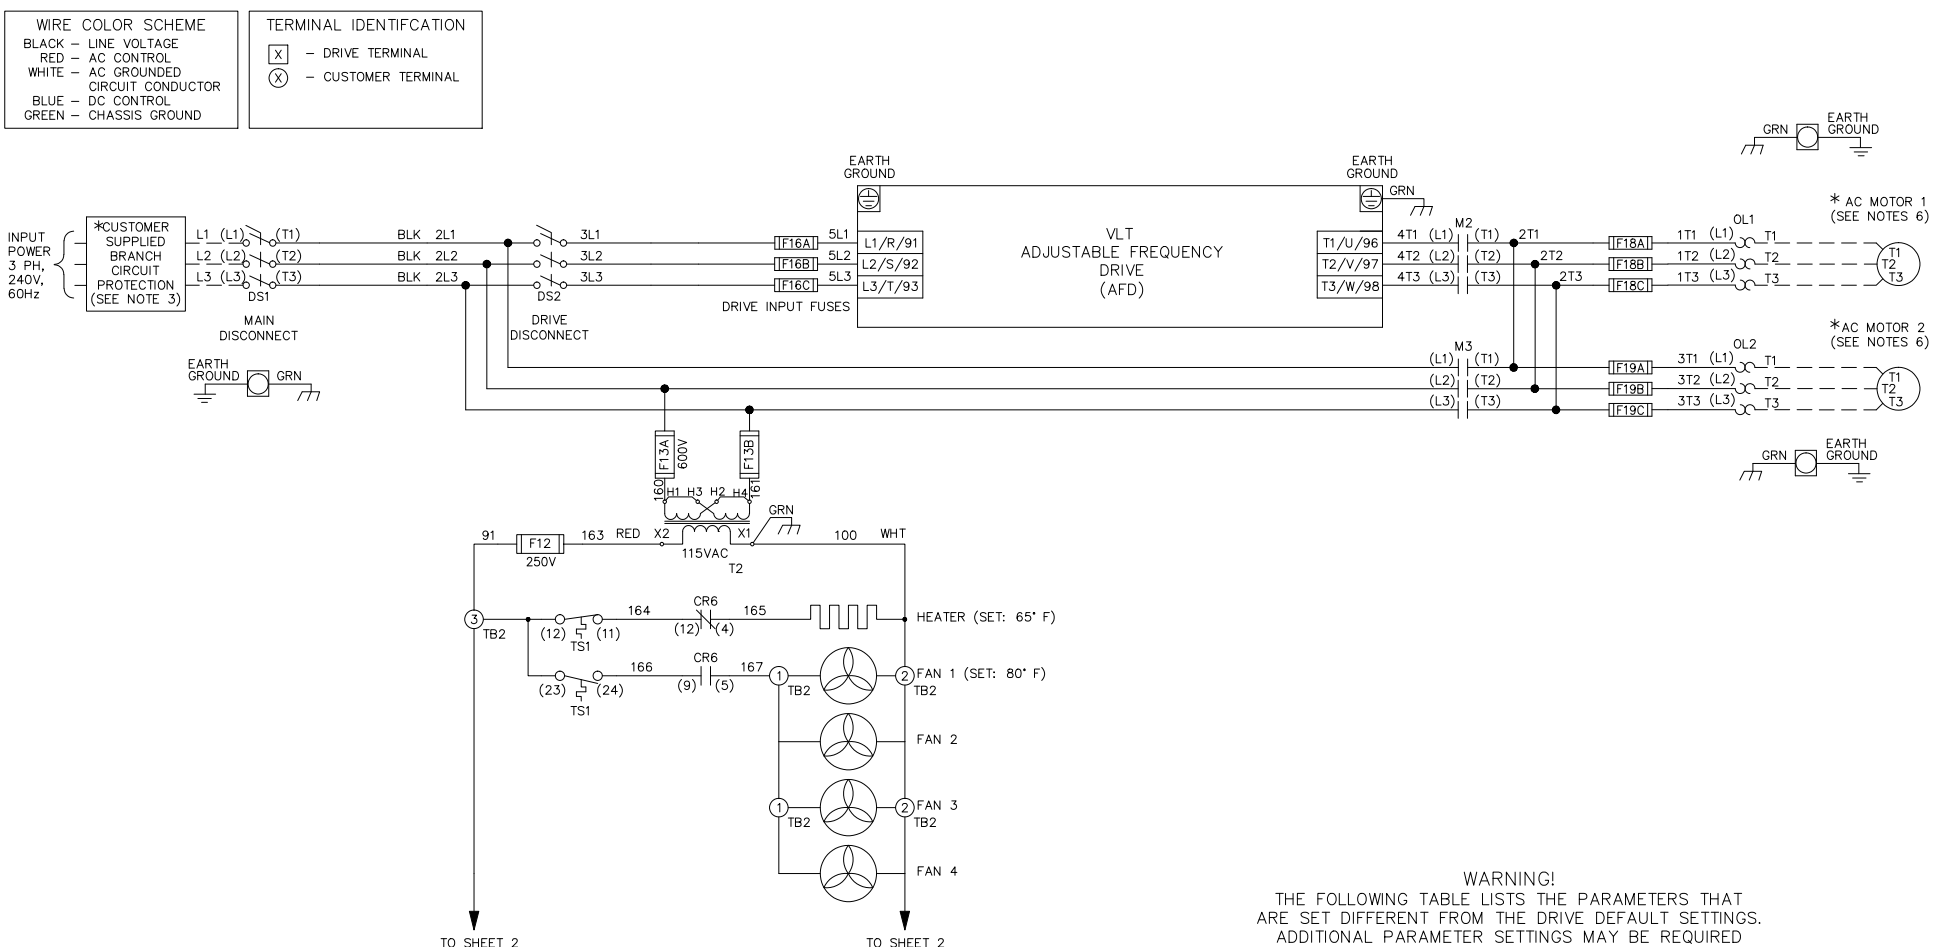 WIRE COLOR SCHEME
BLACK – LINE VOLTAGE
RED – AC CONTROL
WHITE – AC GROUNDED
CIRCUIT CONDUCTOR
BLUE – DC CONTROL
GREEN – CHASSIS GROUND
TERMINAL IDENTIFCATION
X – DRIVE TERMINAL
X – CUSTOMER TERMINAL
GRN
EARTH
GROUND
EARTH
GROUND
EARTH
GROUND
GRN
INPUT
POWER
3 PH,
240V,
60Hz
*CUSTOMER
SUPPLIED
BRANCH
CIRCUIT
PROTECTION
(SEE NOTE 3)
L1 (L1) (T1)
L2 (L2) (T2)
L3 (L3) (T3)
DS1
MAIN
DISCONNECT
BLK 2L1
BLK 2L2
BLK 2L3
3L1
3L2
3L3
DS2
DRIVE
DISCONNECT
F16A 5L1
F16B 5L2
F16C 5L3
DRIVE INPUT FUSES
L1/R/91
L2/S/92
L3/T/93
VLT
ADJUSTABLE FREQUENCY
DRIVE
(AFD)
T1/U/96
T2/V/97
T3/W/98
M2
4T1 (L1) (T1) 2T1
4T2 (L2) (T2) 2T2
4T3 (L3) (T3) 2T3
OL1
F18A 1T1 (L1) T1
F18B 1T2 (L2) T2
F18C 1T3 (L3) T3
* AC MOTOR 1
(SEE NOTES 6)
T1
T2
T3
EARTH
GROUND GRN
M3
(L1) (T1)
(L2) (T2)
(L3) (T3)
OL2
F19A 3T1 (L1) T1
F19B 3T2 (L2) T2
F19C 3T3 (L3) T3
*AC MOTOR 2
(SEE NOTES 6)
T1
T2
T3
GRN
EARTH
GROUND
F13A
600V
F13B
160
H1 H3 H2 H4
161
GRN
91 F12 163 RED X2 X1 100 WHT
250V
115VAC
T2
3
TB2
(12) (11)
TS1
164
CR6
(12) (4)
165
HEATER (SET: 65° F)
(23) (24)
TS1
166
CR6
(9) (5)
167
1
TB2
2
TB2
FAN 1 (SET: 80° F)
FAN 2
1
TB2
2
TB2
FAN 3
FAN 4
TO SHEET 2
TO SHEET 2
WARNING!
THE FOLLOWING TABLE LISTS THE PARAMETERS THAT
ARE SET DIFFERENT FROM THE DRIVE DEFAULT SETTINGS.
ADDITIONAL PARAMETER SETTINGS MAY BE REQUIRED